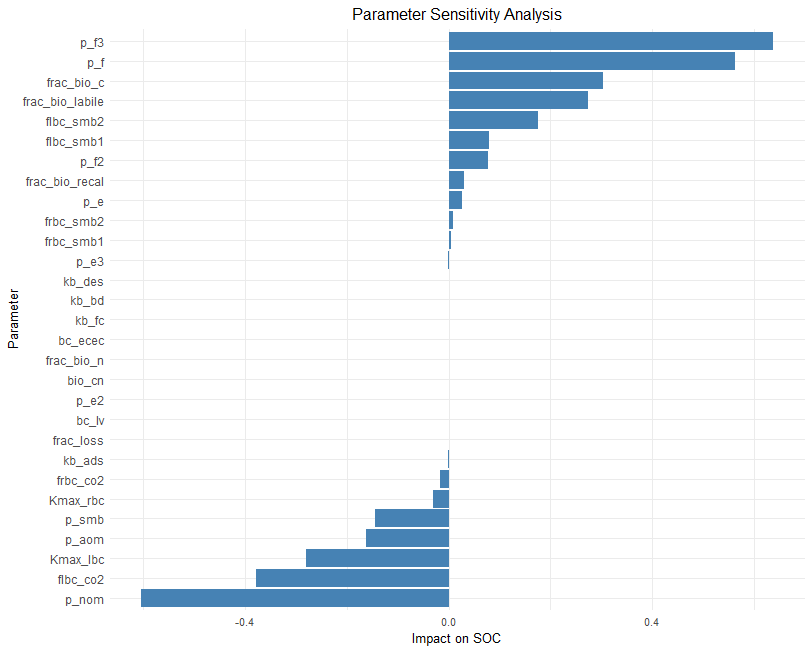 Parameter Sensitivity Analysis
p_f3
p_f
frac_bio_c
frac_bio_labile
flbc_smb2
flbc_smb1
p_f2
frac_bio_recal
p_e
frbc_smb2
frbc_smb1
p_e3
kb_des
kb_bd
kb_fc
bc_ecec
frac_bio_n
bio_cn
p_e2
bc_lv
frac_loss
kb_ads
frbc_co2
Kmax_rbc
p_smb
p_aom
Kmax_lbc
flbc_co2
p_nom
Parameter
-0.4 0.0 0.4
Impact on SOC